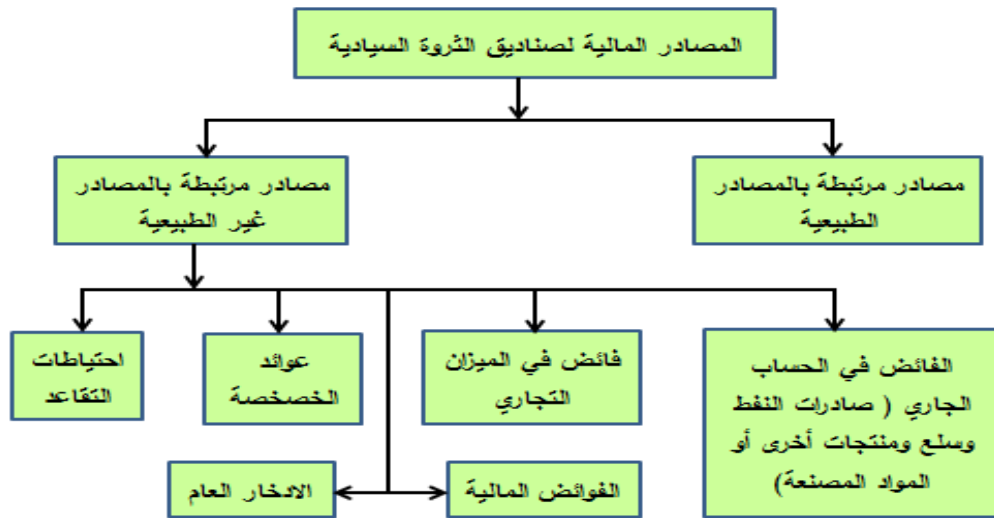 المصادر المالية لصناديق الثروة السيادية
مصادر مرتبطة بالمصادر
الطبيعية
مصادر مرتبطة بالمصادر
غير الطبيعية
الفائض في الحساب
الجاري ( صادرات النفط
وسلع ومنتجات أخرى أو
المواد المصنعة)
فائض في الميزان
التجاري
عوائد
الخصخصة
احتياطات
التقاعد
الفوائض المالية
الادخار العام